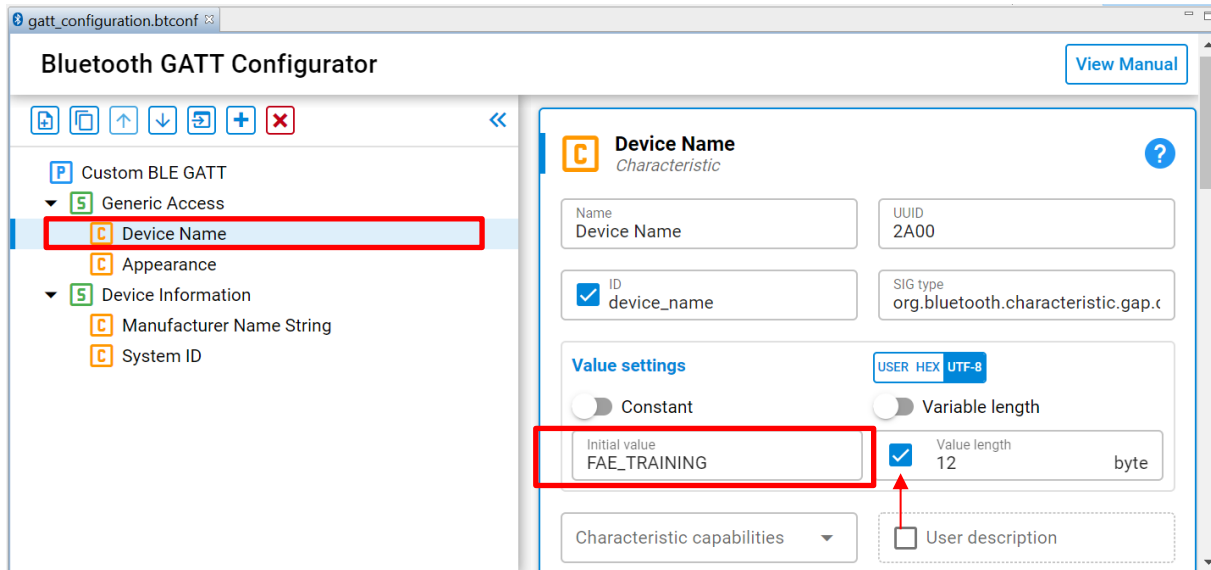 gatt_configuration.btconf
Bluetooth GATT Configurator
View Manual
P Custom BLE GATT
S Generic Access
C Device Name
C Appearance
S Device Information
C Manufacturer Name String
C System ID
C Device Name
Characteristic
?
Name
Device Name
UUID
2A00
ID
device_name
SIG type
org.bluetooth.characteristic.gap.
Value settings
USER HEX UTF-8
Constant
Variable length
Initial value
FAE_TRAINING
Value length
12 byte
Characteristic capabilities
User description